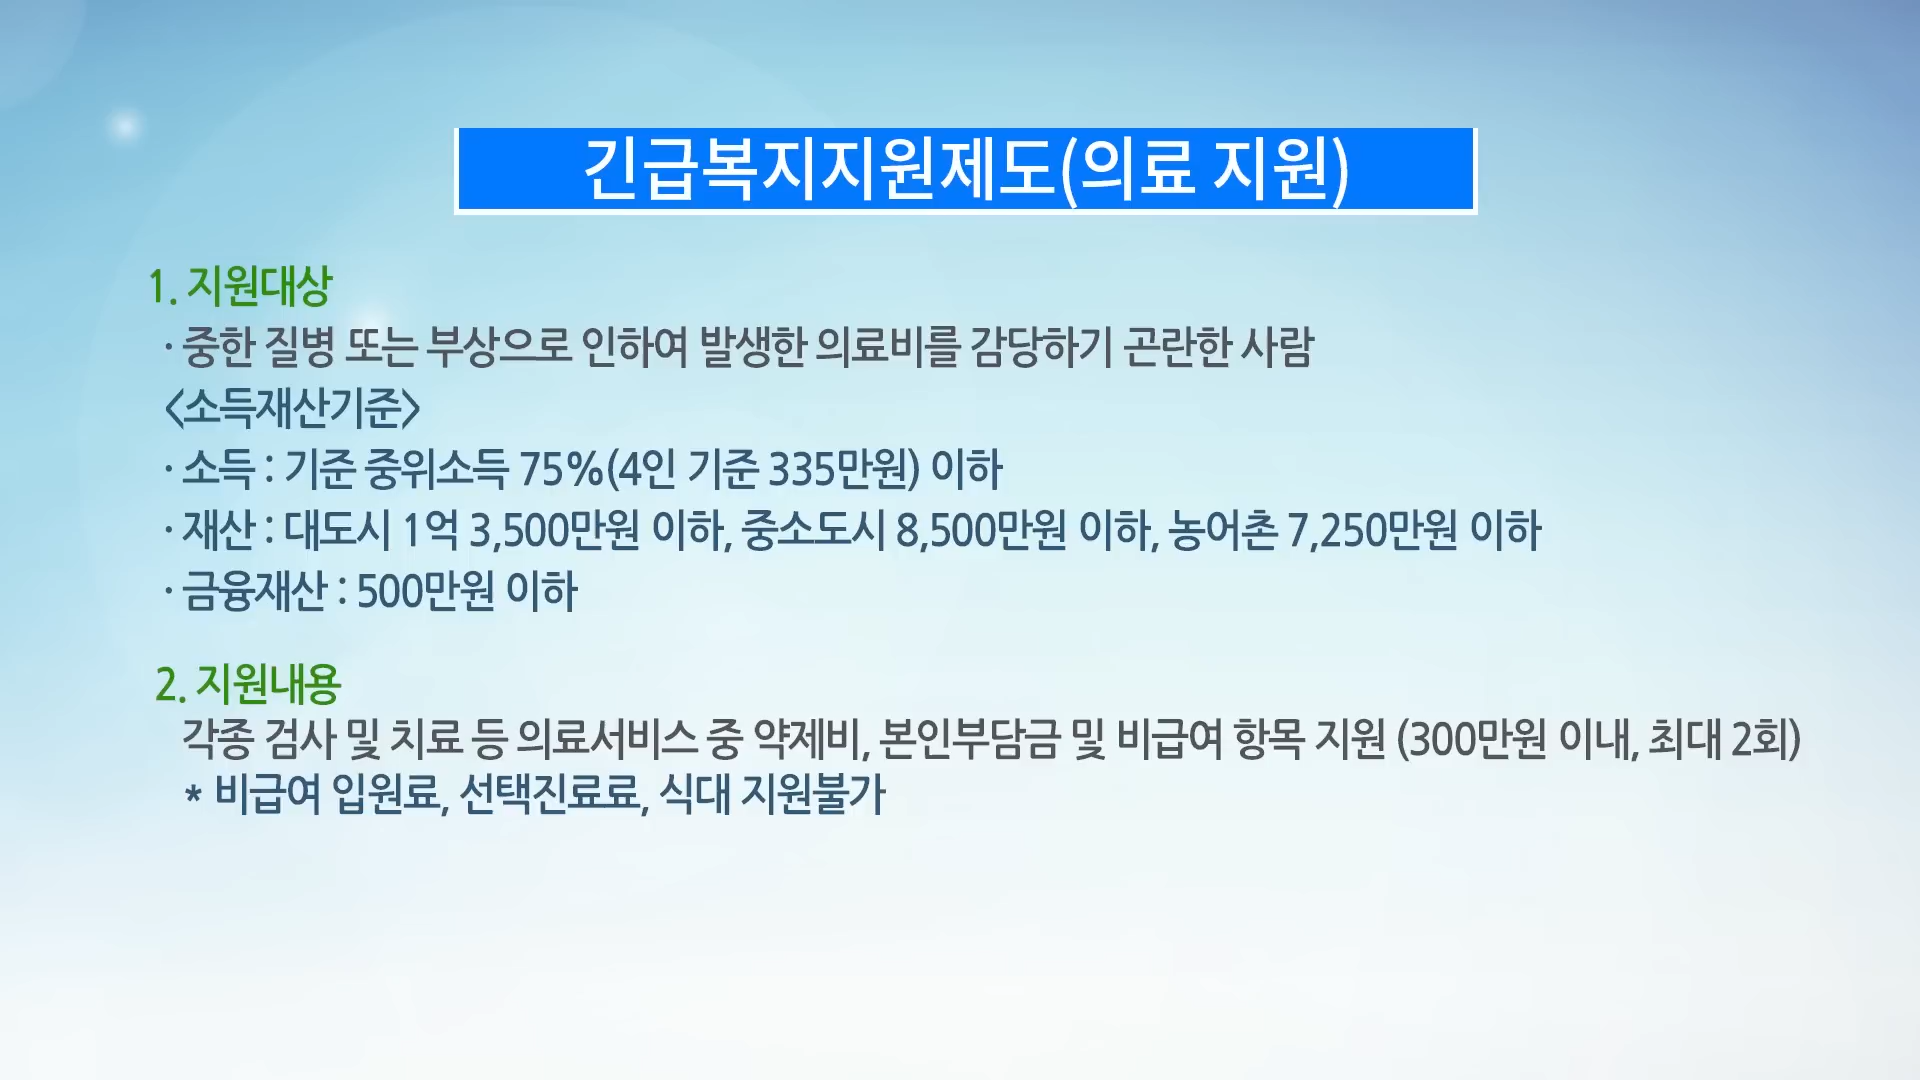 긴급복지지원제도(의료 지원)
1. 지원대상
· 중한 질병 또는 부상으로 인하여 발생한 의료비를 감당하기 곤란한 사람
<소득재산기준>
· 소득 : 기준 중위소득 75%(4인 기준 335만원) 이하
· 재산 : 대도시 1억 3,500만원 이하, 중소도시 8,500만원 이하, 농어촌 7,250만원 이하
· 금융재산 : 500만원 이하
2. 지원내용
각종 검사 및 치료 등 의료서비스 중 약제비, 본인부담금 및 비급여 항목 지원 (300만원 이내, 최대 2회)
* 비급여 입원료, 선택진료료, 식대 지원불가